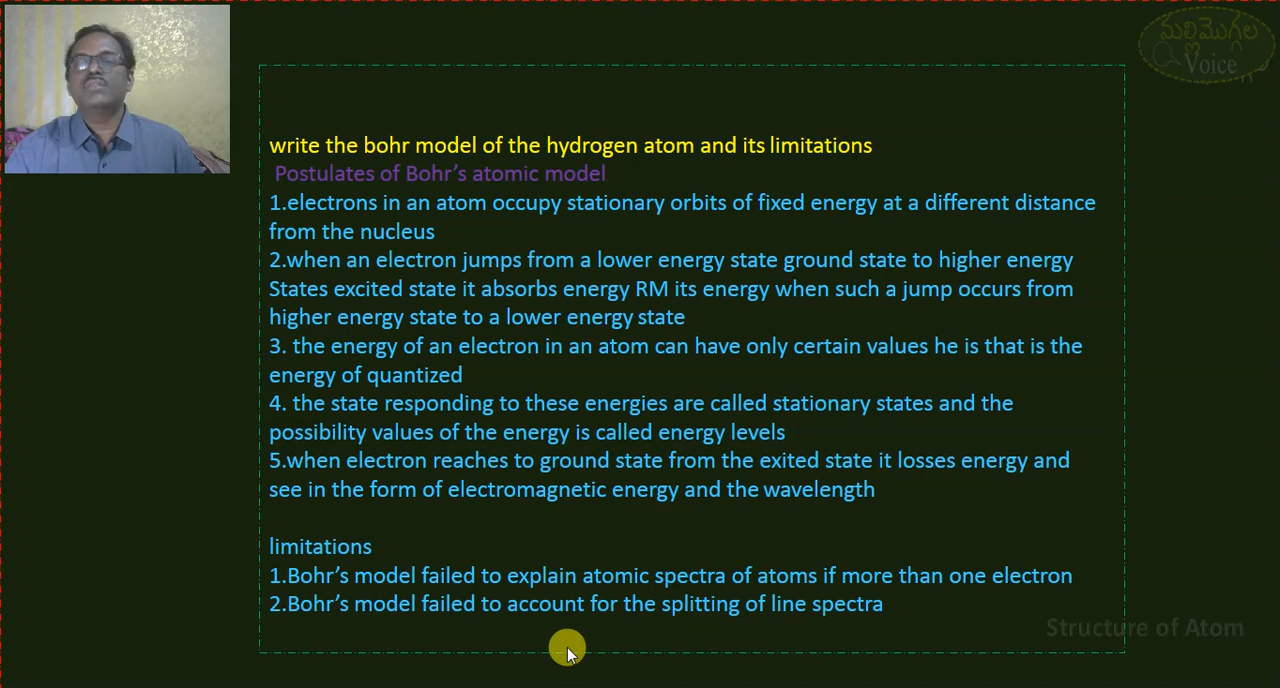 మలిమొగ్గల
Voice
write the bohr model of the hydrogen atom and its limitations
Postulates of Bohr’s atomic model
1.electrons in an atom occupy stationary orbits of fixed energy at a different distance
from the nucleus
2.when an electron jumps from a lower energy state ground state to higher energy
States excited state it absorbs energy RM its energy when such a jump occurs from
higher energy state to a lower energy state
3. the energy of an electron in an atom can have only certain values he is that is the
energy of quantized
4. the state responding to these energies are called stationary states and the
possibility values of the energy is called energy levels
5.when electron reaches to ground state from the exited state it losses energy and
see in the form of electromagnetic energy and the wavelength
limitations
1.Bohr’s model failed to explain atomic spectra of atoms if more than one electron
2.Bohr’s model failed to account for the splitting of line spectra
Structure of Atom